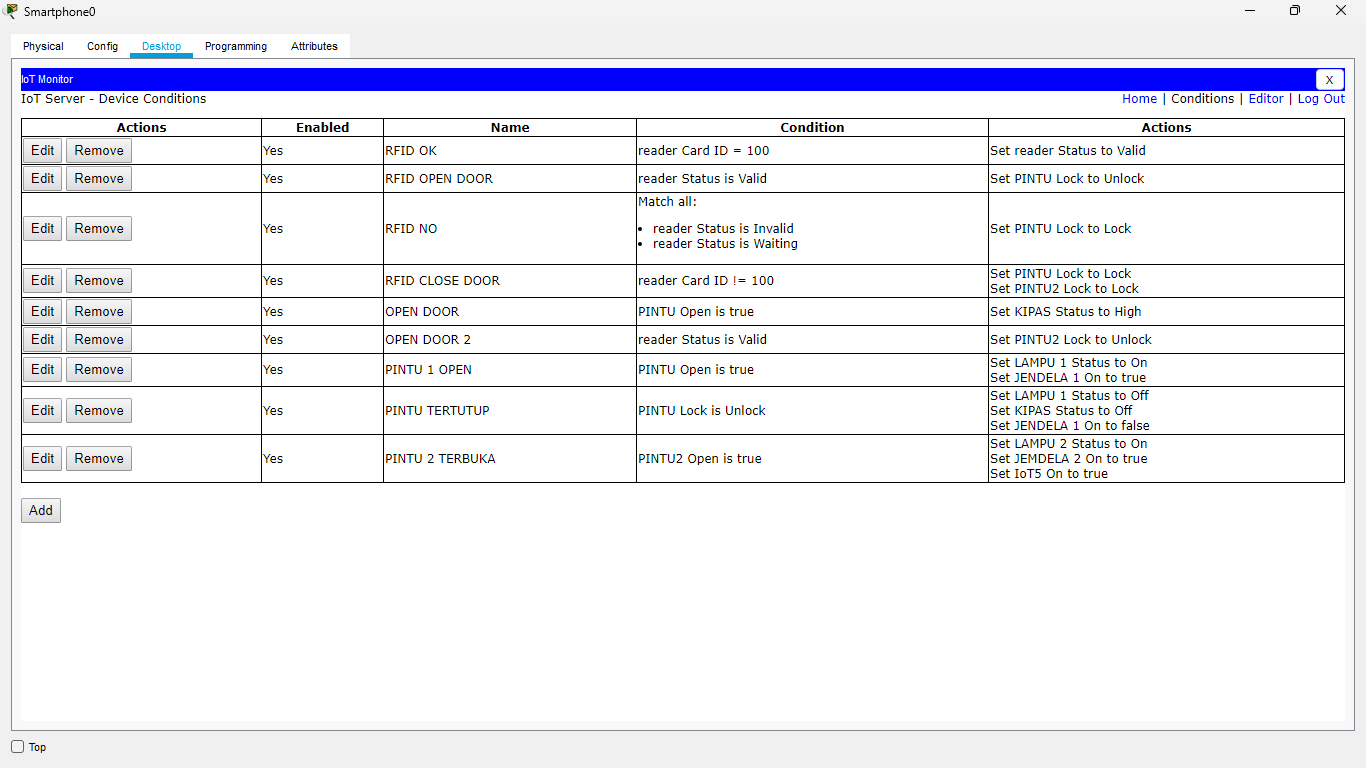 Smartphone0
Physical Config Desktop Programming Attributes
IoT Monitor X
IoT Server - Device Conditions Home | Conditions | Editor | Log Out
Actions Enabled Name Condition Actions
Edit Remove Yes RFID OK reader Card ID = 100 Set reader Status to Valid
Edit Remove Yes RFID OPEN DOOR reader Status is Valid Set PINTU Lock to Unlock
Match all:
Edit Remove Yes RFID NO • reader Status is Invalid Set PINTU Lock to Lock
• reader Status is Waiting
Set PINTU Lock to Lock
Edit Remove Yes RFID CLOSE DOOR reader Card ID != 100
Set PINTU2 Lock to Lock
Edit Remove Yes OPEN DOOR PINTU Open is true Set KIPAS Status to High
Edit Remove Yes OPEN DOOR 2 reader Status is Valid Set PINTU2 Lock to Unlock
Set LAMPU 1 Status to On
Edit Remove Yes PINTU 1 OPEN PINTU Open is true
Set JENDELA 1 On to true
Set LAMPU 1 Status to Off
Edit Remove Yes PINTU TERTUTUP PINTU Lock is Unlock Set KIPAS Status to Off
Set JENDELA 1 On to false
Set LAMPU 2 Status to On
Edit Remove Yes PINTU 2 TERBUKA PINTU2 Open is true Set JEMDELA 2 On to true
Set IoT5 On to true
Add
Top